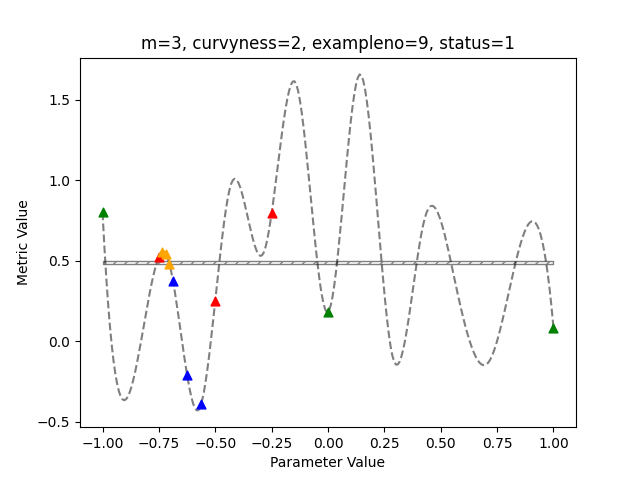 m=3, curvyness=2, exampleno=9, status=1
Metric Value
1.5
1.0
0.5
0.0
−0.5
−1.00 −0.75 −0.50 −0.25 0.00 0.25 0.50 0.75 1.00
Parameter Value